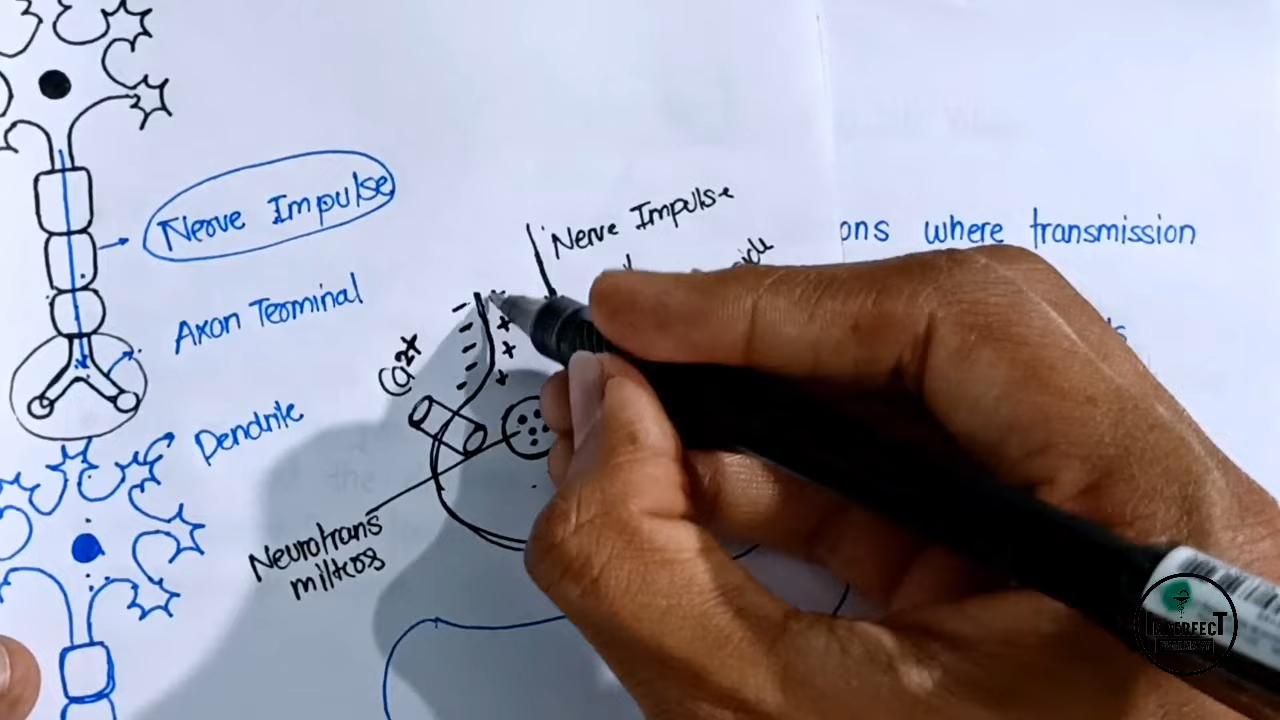 Nerve Impulse
Axon Terminal
Dendrite
Ca2+
Neurotrans
mitters
Nerve Impulse
ons where transmission